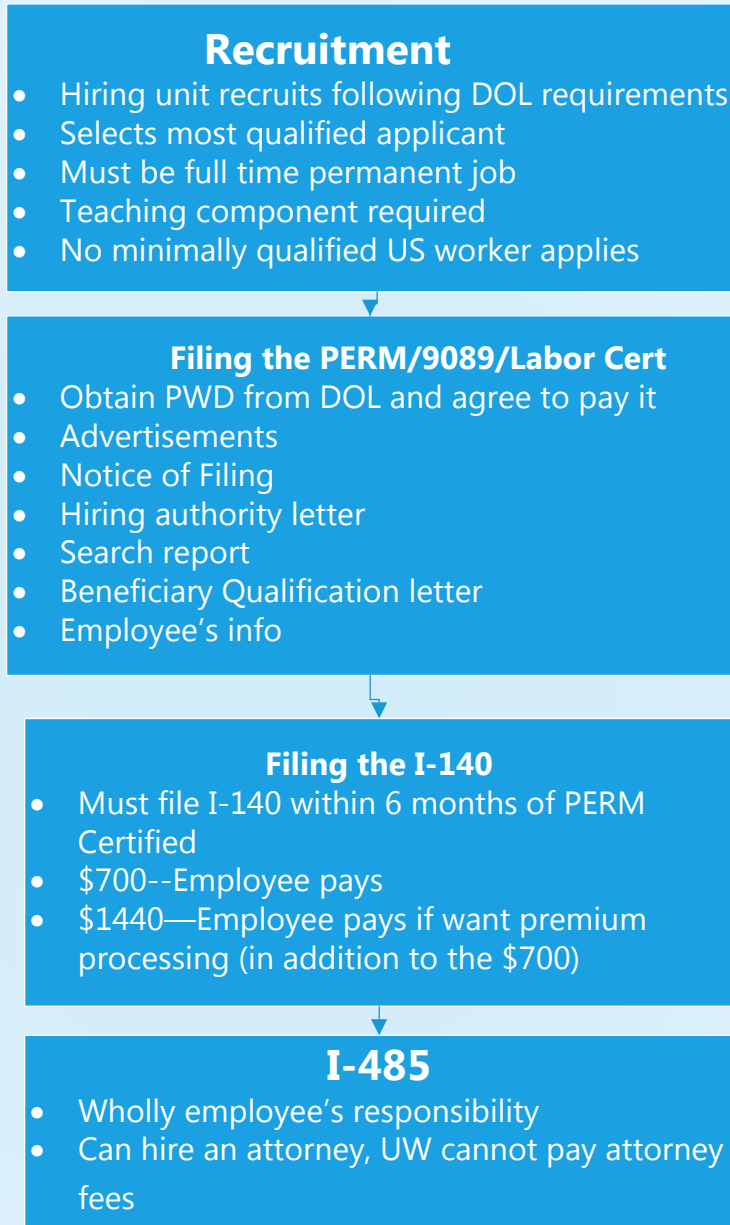 Recruitment
• Hiring unit recruits following DOL requirements
• Selects most qualified applicant
• Must be full time permanent job
• Teaching component required
• No minimally qualified US worker applies
Filing the PERM/9089/Labor Cert
• Obtain PWD from DOL and agree to pay it
• Advertisements
• Notice of Filing
• Hiring authority letter
• Search report
• Beneficiary Qualification letter
• Employee’s info
Filing the I-140
• Must file I-140 within 6 months of PERM
Certified
• $700--Employee pays
• $1440—Employee pays if want premium
processing (in addition to the $700)
I-485
• Wholly employee’s responsibility
• Can hire an attorney, UW cannot pay attorney
fees